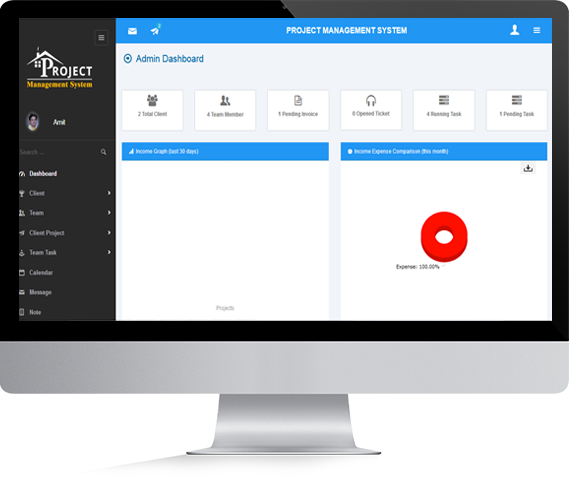 PROJECT
Management System
Amit
Search ...
Dashboard
Client
Team
Client Project
Team Task
Calendar
Message
Note
PROJECT MANAGEMENT SYSTEM
Admin Dashboard
2 Total Client
4 Team Member
1 Pending Invoice
0 Opened Ticket
4 Running Task
1 Pending Task
Income Graph (last 30 days)
Projects
Income Expense Comparison (this month)
Expense: 100.00%